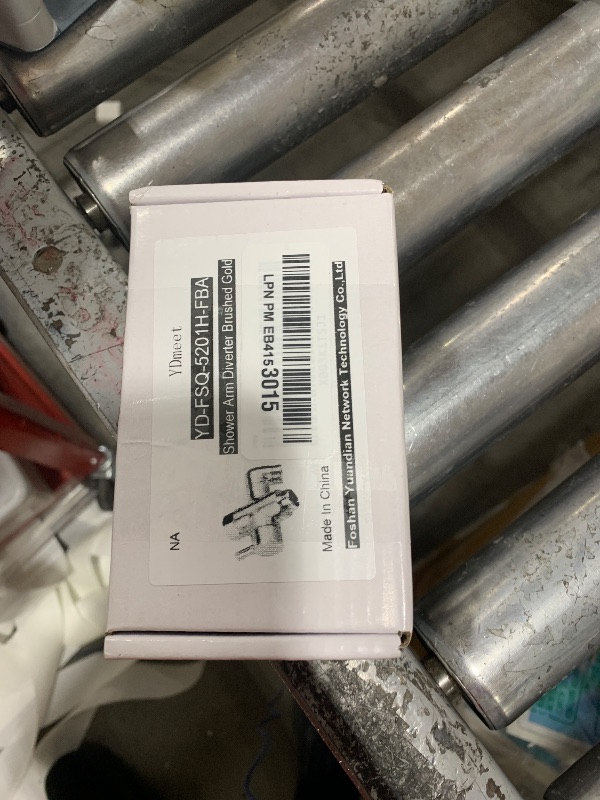 YDmeet
YD-FSQ-5201H-FBA
Shower Arm Diverter Brushed Gold
LPN PM EB4153015
NA
Made In China
Foshan Yuandian Network Technology Co.,Ltd